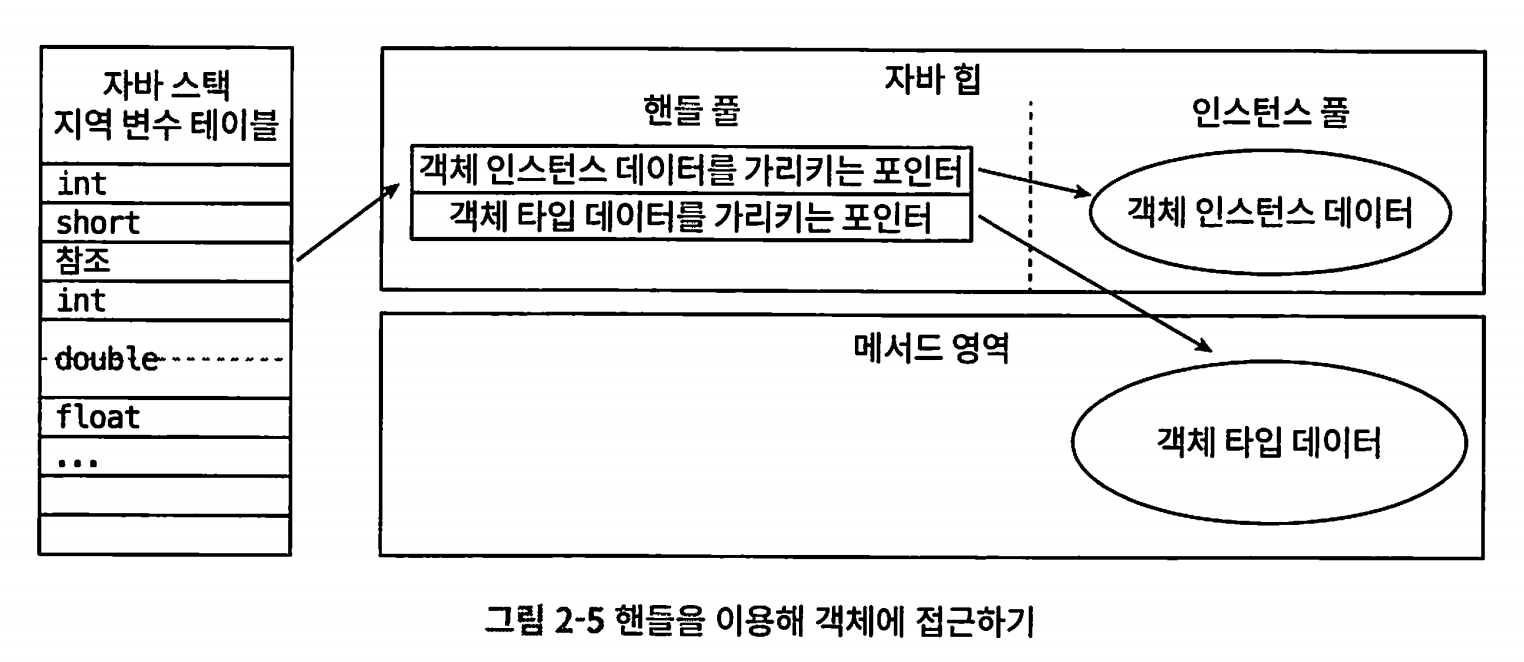 자바 스택
지역 변수 테이블
int
short
참조
int
double
float
...
자바 힙
핸들 풀
인스턴스 풀
객체 인스턴스 데이터를 가리키는 포인터
객체 타입 데이터를 가리키는 포인터
객체 인스턴스 데이터
메서드 영역
객체 타입 데이터
그림 2-5 핸들을 이용해 객체에 접근하기